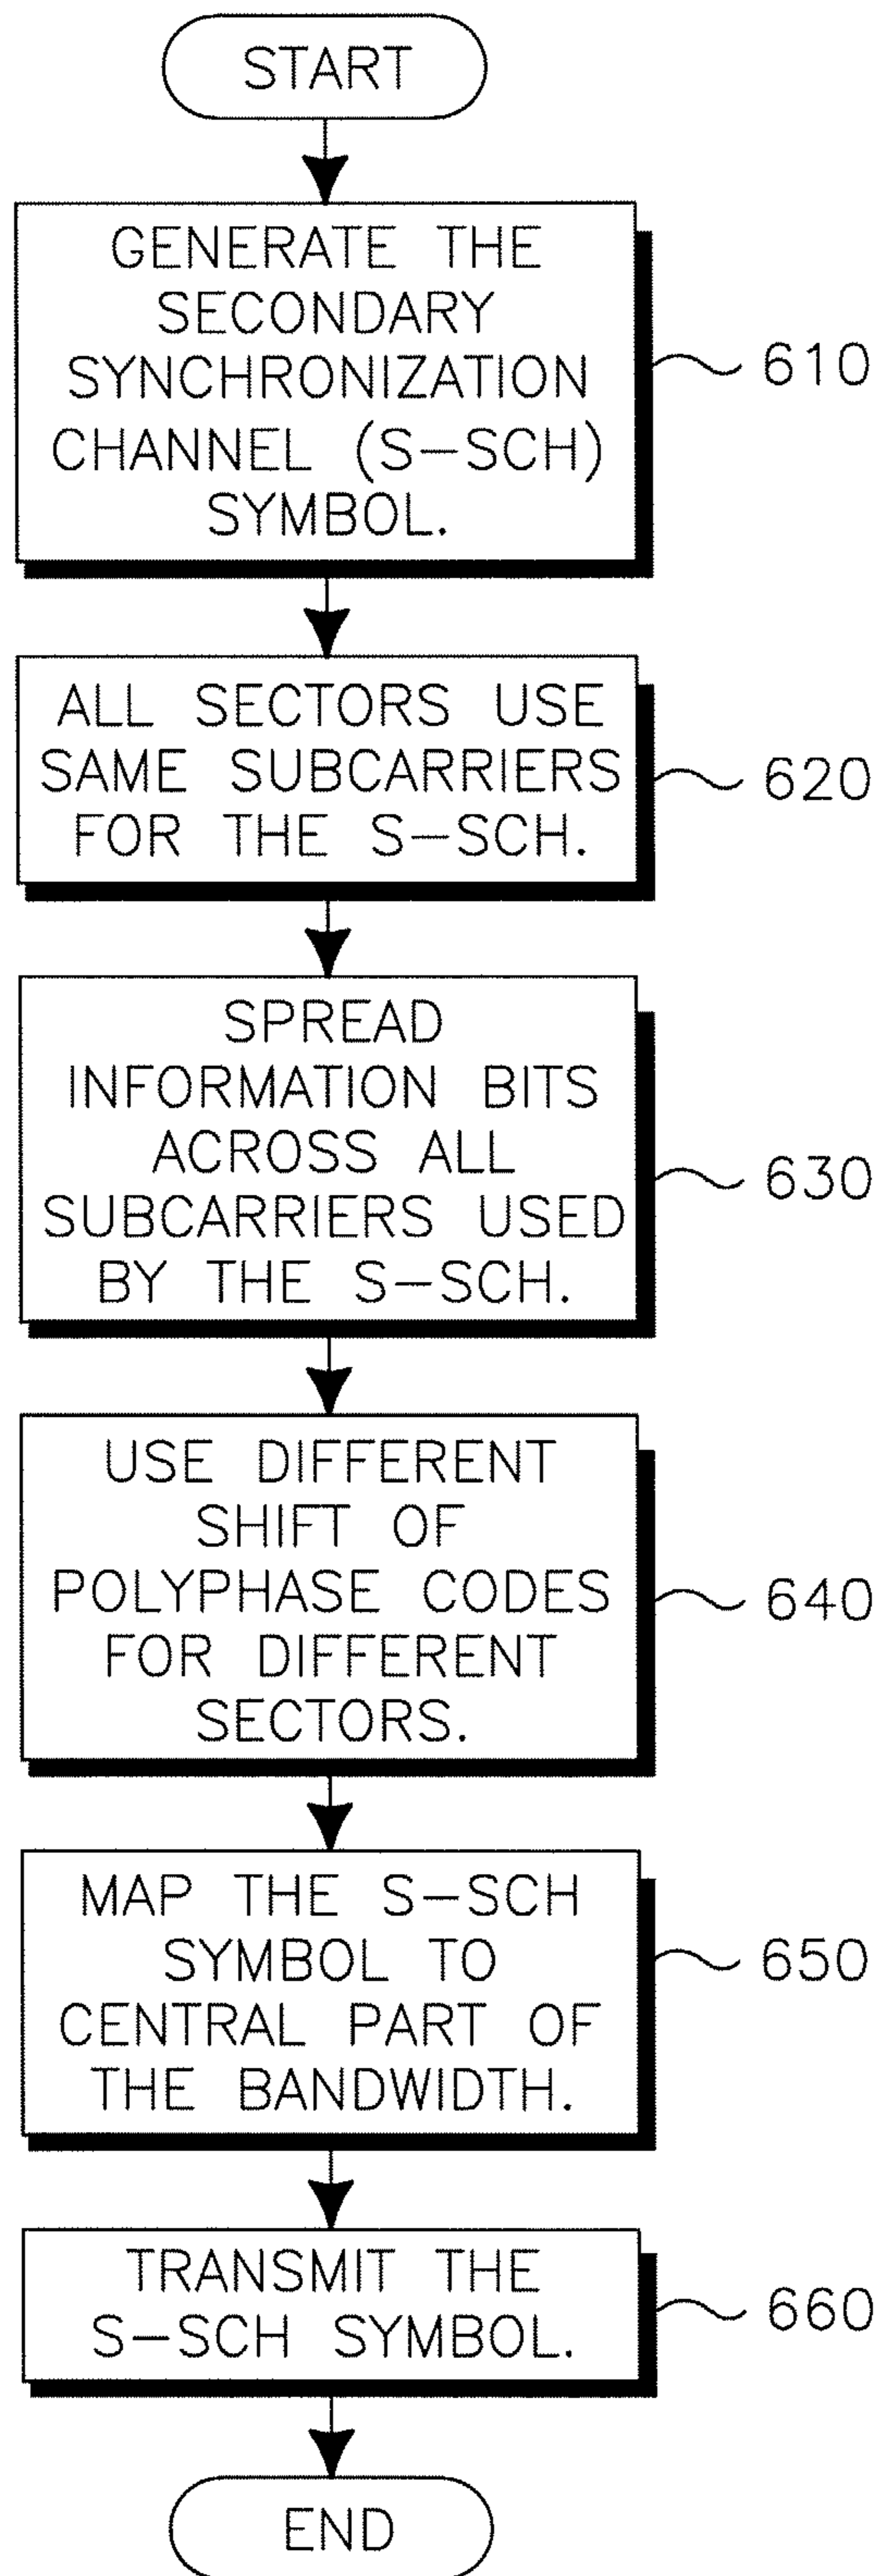 START
GENERATE THE
SECONDARY
SYNCHRONIZATION
CHANNEL (S-SCH)
SYMBOL.
610
ALL SECTORS USE
SAME SUBCARRIERS
FOR THE S-SCH.
620
SPREAD
INFORMATION BITS
ACROSS ALL
SUBCARRIERS USED
BY THE S-SCH.
630
USE DIFFERENT
SHIFT OF
POLYPHASE CODES
FOR DIFFERENT
SECTORS.
640
MAP THE S-SCH
SYMBOL TO
CENTRAL PART OF
THE BANDWIDTH.
650
TRANSMIT THE
S-SCH SYMBOL.
660
END